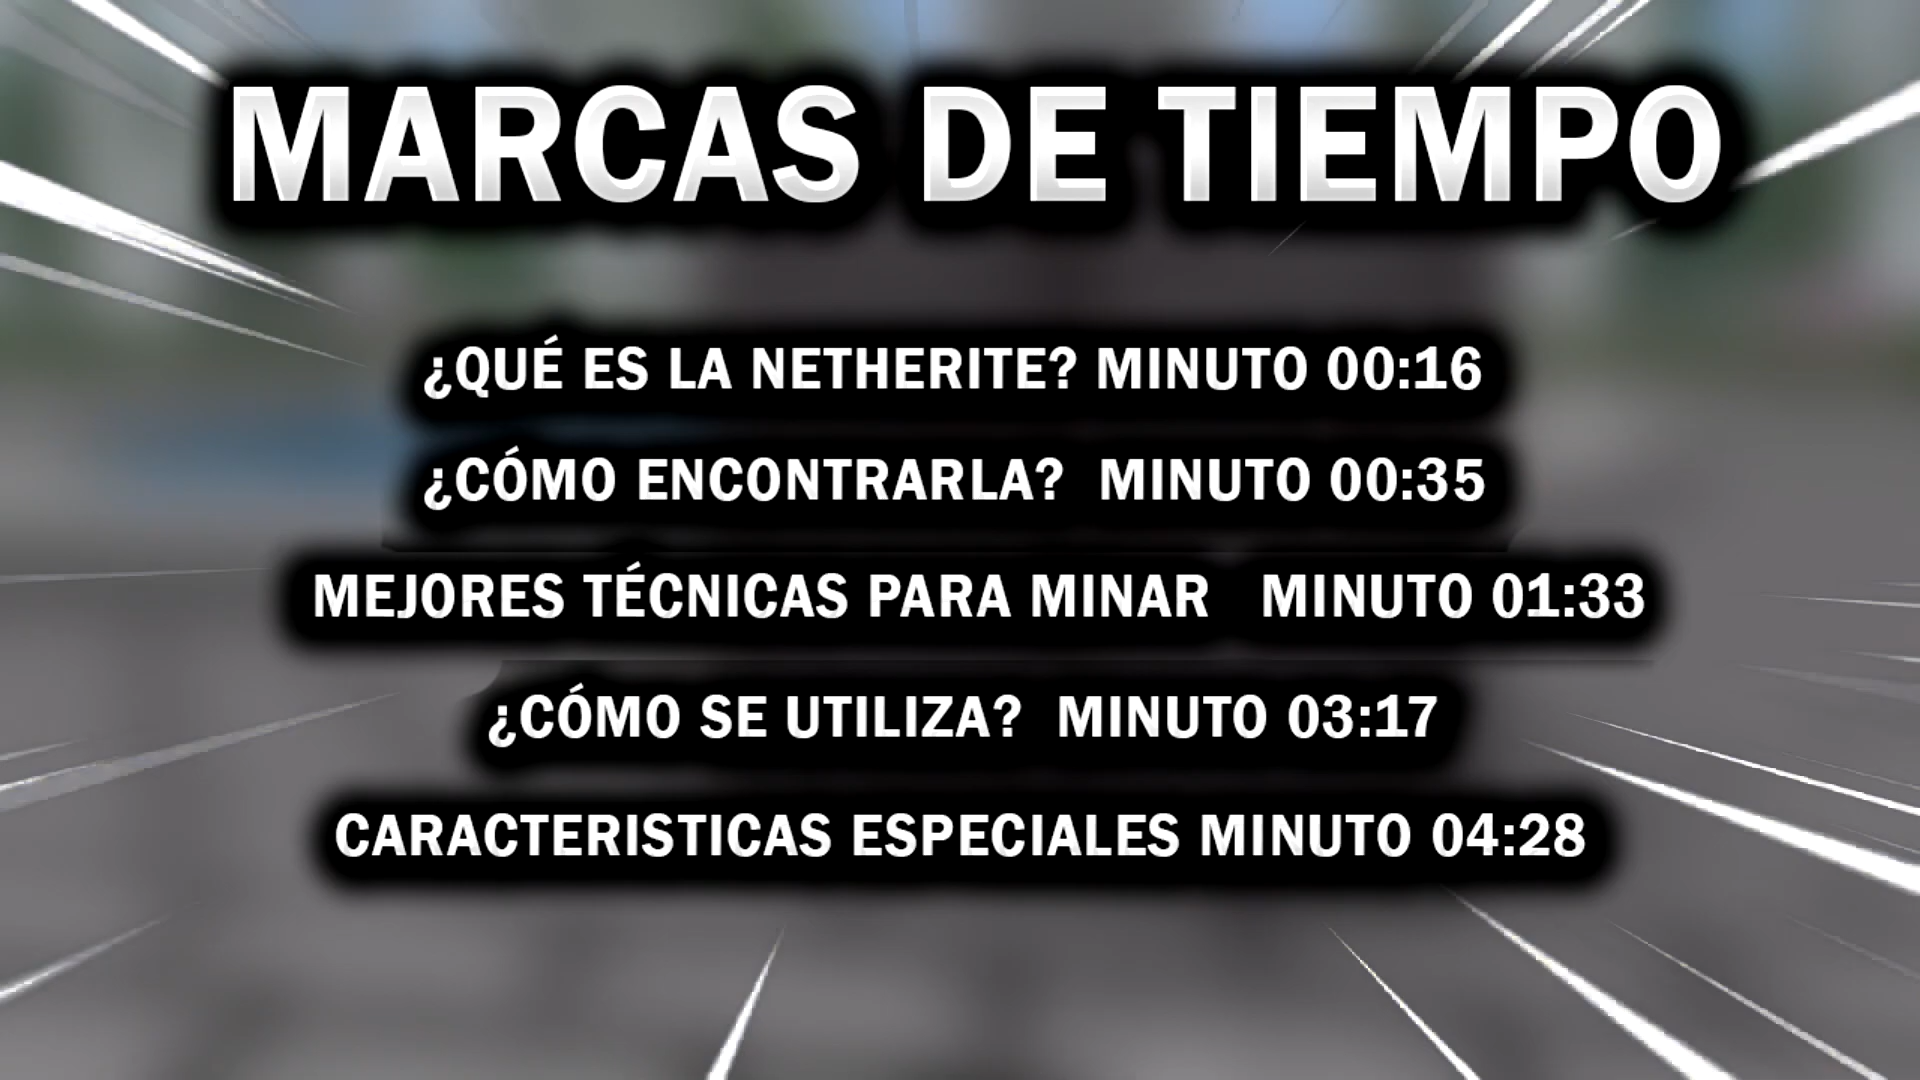 MARCAS DE TIEMPO
¿QUÉ ES LA NETHERITE? MINUTO 00:16
¿CÓMO ENCONTRARLA? MINUTO 00:35
MEJORES TÉCNICAS PARA MINAR MINUTO 01:33
¿CÓMO SE UTILIZA? MINUTO 03:17
CARACTERISTICAS ESPECIALES MINUTO 04:28